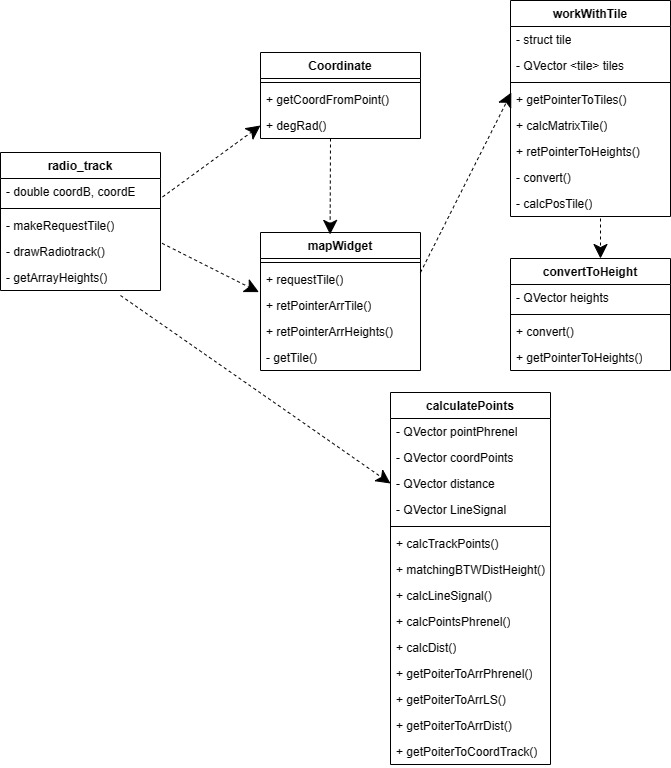 radio_track
- double coordB, coordE
- makeRequestTile()
- drawRadiotrack()
- getArrayHeights()
Coordinate
+ getCoordFromPoint()
+ degRad()
mapWidget
+ requestTile()
+ retPointerArrTile()
+ retPointerArrHeights()
- getTile()
workWithTile
- struct tile
- QVector <tile> tiles
+ getPointerToTiles()
+ calcMatrixTile()
+ retPointerToHeights()
- convert()
- calcPosTile()
convertToHeight
- QVector heights
+ convert()
+ getPointerToHeights()
calculatePoints
- QVector pointPhrenel
- QVector coordPoints
- QVector distance
- QVector LineSignal
+ calcTrackPoints()
+ matchingBTWDistHeight()
+ calcLineSignal()
+ calcPointsPhrenel()
+ calcDist()
+ getPoiterToArrPhrenel()
+ getPoiterToArrLS()
+ getPoiterToArrDist()
+ getPoiterToCoordTrack()